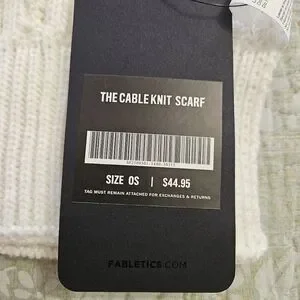 THE CABLE KNIT SCARF
SIZE OS | $44.95
TAG MUST REMAIN ATTACHED FOR EXCHANGES & RETURNS
FABLETICS.COM